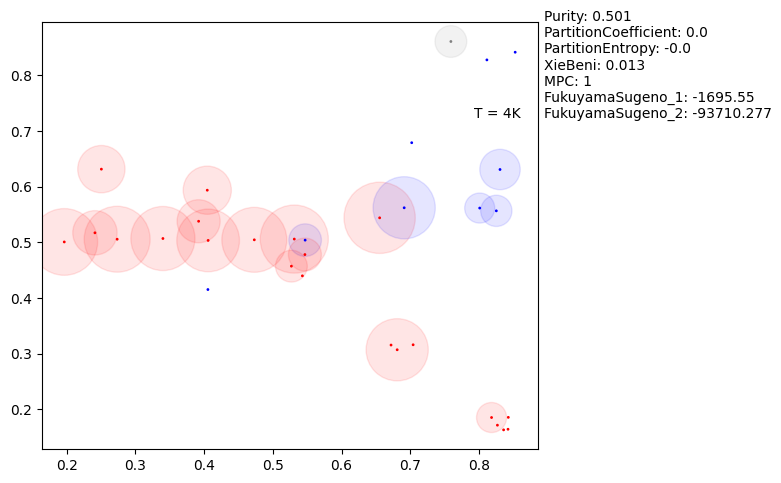 Purity: 0.501
PartitionCoefficient: 0.0
PartitionEntropy: -0.0
XieBeni: 0.013
MPC: 1
FukuyamaSugeno_1: -1695.55
FukuyamaSugeno_2: -93710.277
T = 4K
0.8
0.7
0.6
0.5
0.4
0.3
0.2
0.2 0.3 0.4 0.5 0.6 0.7 0.8